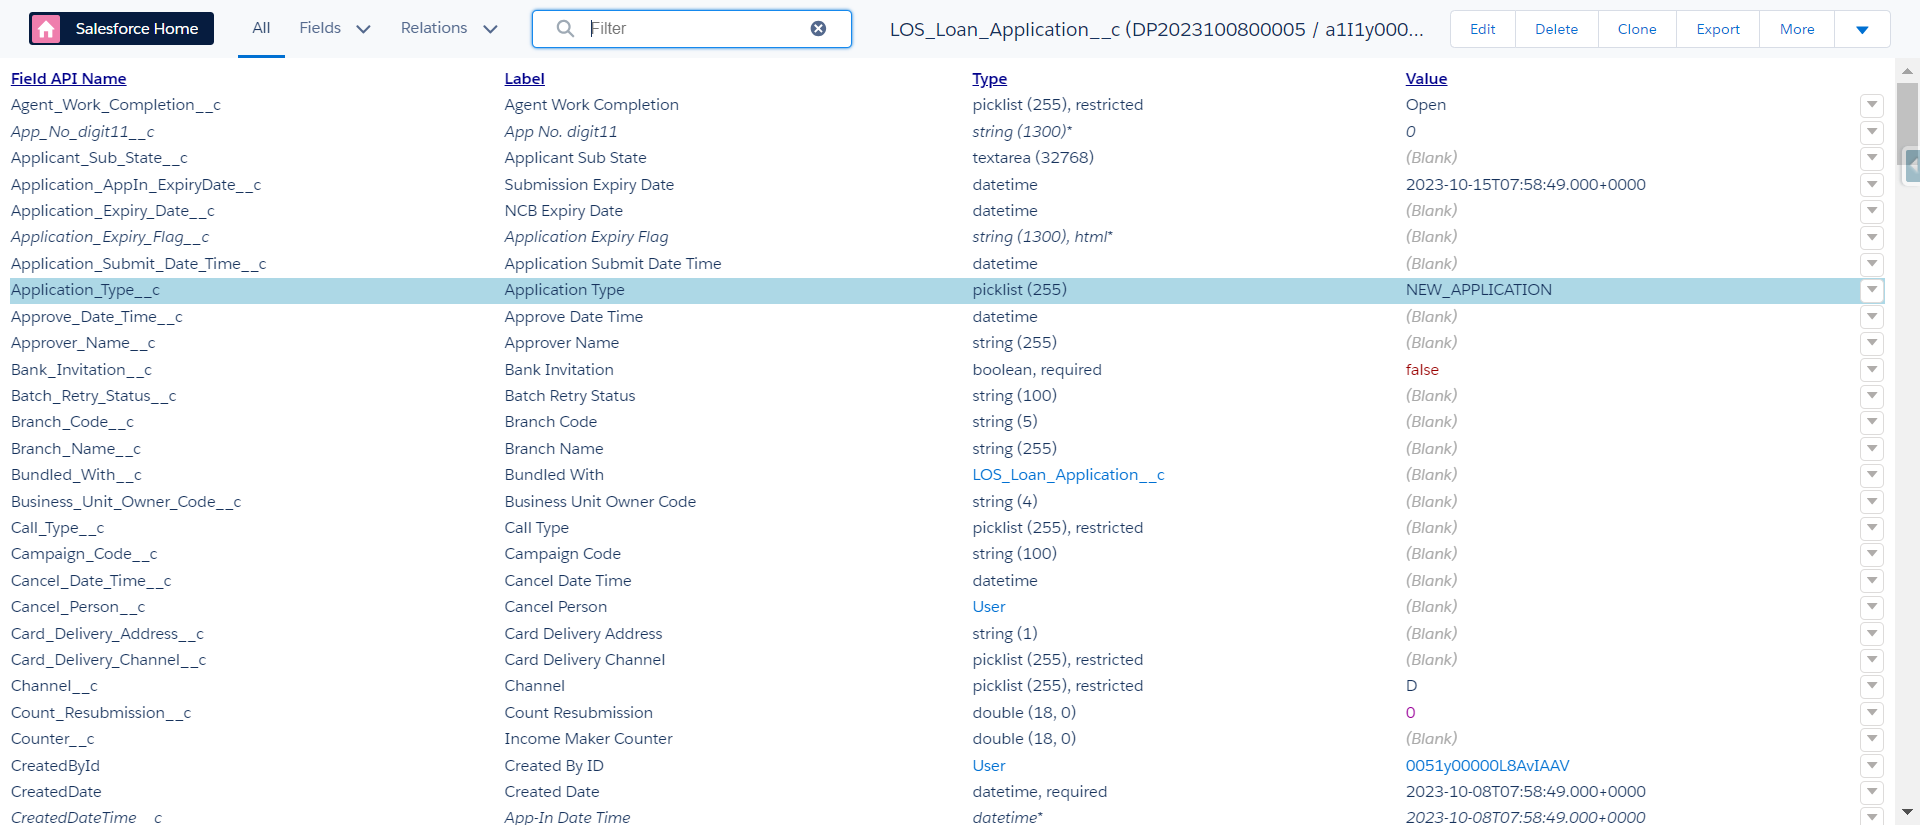 Salesforce Home All Fields Relations Filter LOS_Loan_Application__c (DP2023100800005 / a1I1y000... Edit Delete Clone Export More
Field API Name Label Type Value
Agent_Work_Completion__c Agent Work Completion picklist (255), restricted Open
App_No_digit11__c App No. digit11 string (1300)* 0
Applicant_Sub_State__c Applicant Sub State textarea (32768) (Blank)
Application_AppIn_ExpiryDate__c Submission Expiry Date datetime 2023-10-15T07:58:49.000+0000
Application_Expiry_Date__c NCB Expiry Date datetime (Blank)
Application_Expiry_Flag__c Application Expiry Flag string (1300), html* (Blank)
Application_Submit_Date_Time__c Application Submit Date Time datetime (Blank)
Application_Type__c Application Type picklist (255) NEW_APPLICATION
Approve_Date_Time__c Approve Date Time datetime (Blank)
Approver_Name__c Approver Name string (255) (Blank)
Bank_Invitation__c Bank Invitation boolean, required false
Batch_Retry_Status__c Batch Retry Status string (100) (Blank)
Branch_Code__c Branch Code string (5) (Blank)
Branch_Name__c Branch Name string (255) (Blank)
Bundled_With__c Bundled With LOS_Loan_Application__c (Blank)
Business_Unit_Owner_Code__c Business Unit Owner Code string (4) (Blank)
Call_Type__c Call Type picklist (255), restricted (Blank)
Campaign_Code__c Campaign Code string (100) (Blank)
Cancel_Date_Time__c Cancel Date Time datetime (Blank)
Cancel_Person__c Cancel Person User (Blank)
Card_Delivery_Address__c Card Delivery Address string (1) (Blank)
Card_Delivery_Channel__c Card Delivery Channel picklist (255), restricted (Blank)
Channel__c Channel picklist (255), restricted D
Count_Resubmission__c Count Resubmission double (18, 0) 0
Counter__c Income Maker Counter double (18, 0) (Blank)
CreatedById Created By ID User 0051y00000L8AvIAAV
CreatedDate Created Date datetime, required 2023-10-08T07:58:49.000+0000
CreatedDateTime__c App-In Date Time datetime* 2023-10-08T07:58:49.000+0000